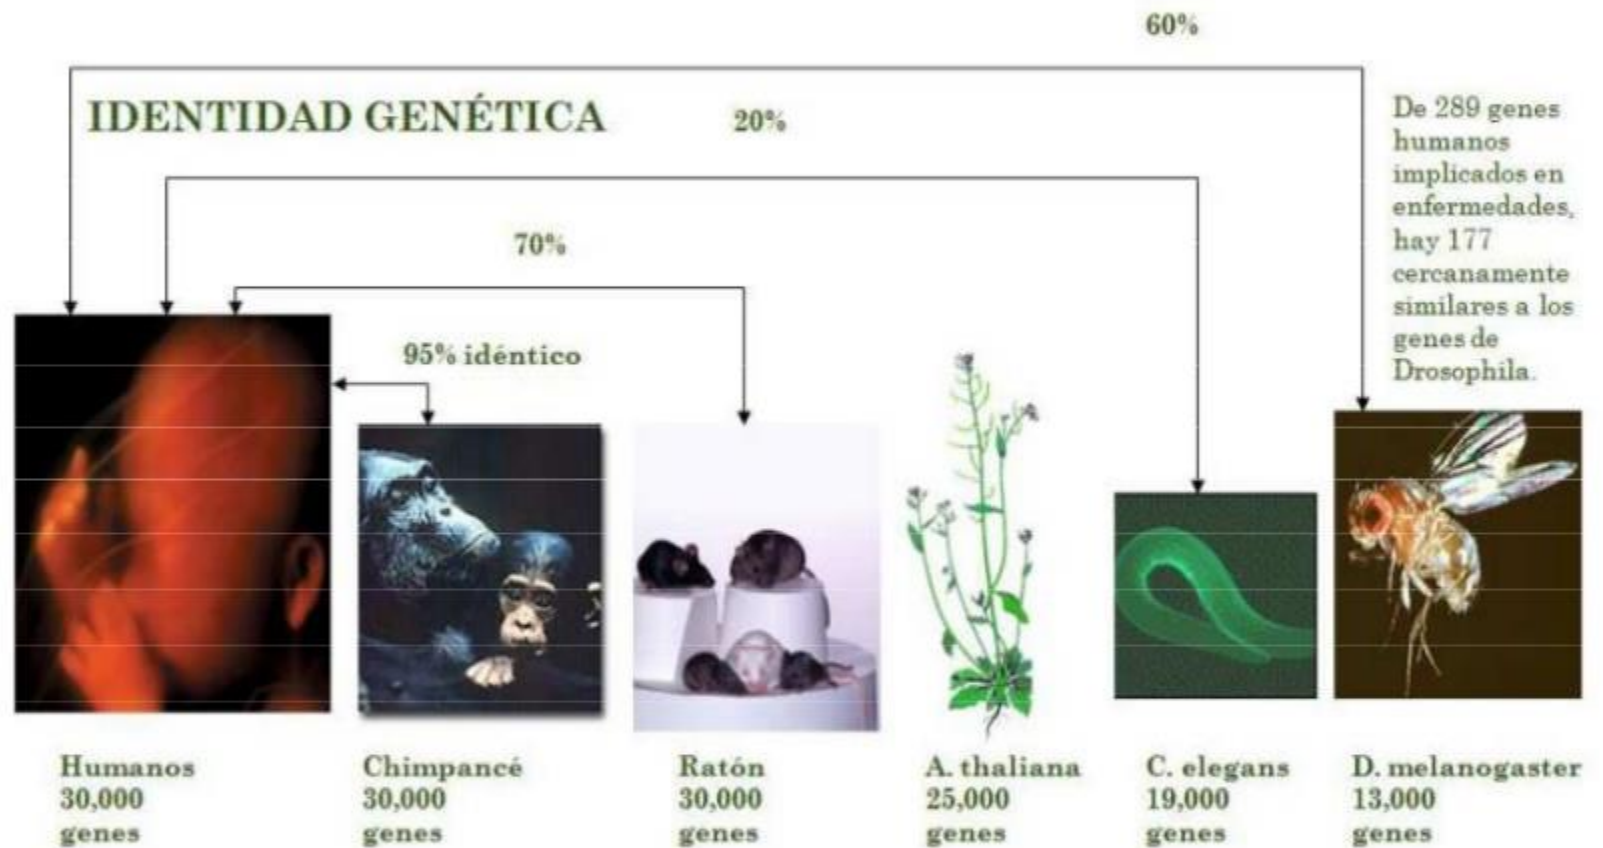 60%
IDENTIDAD GENÉTICA
20%
De 289 genes
humanos
implicados en
enfermedades,
hay 177
cercanamente
similares a los
genes de
Drosophila.
70%
95% idéntico
Humanos
30,000
genes
Chimpancé
30,000
genes
Ratón
30,000
genes
A. thaliana
25,000
genes
C. elegans
19,000
genes
D. melanogaster
13,000
genes